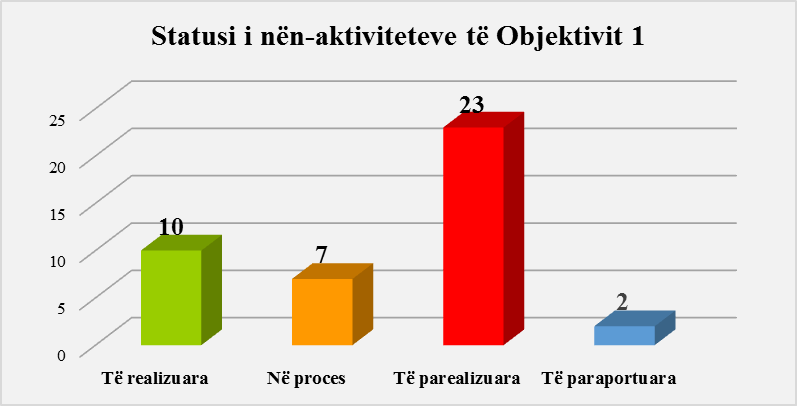 Statusi i nën-aktiviteteve të Objektivit 1
25
20
15
10
5
0
10
7
23
2
Të realizuara
Në proces
Të parealizuara
Të paraportuara